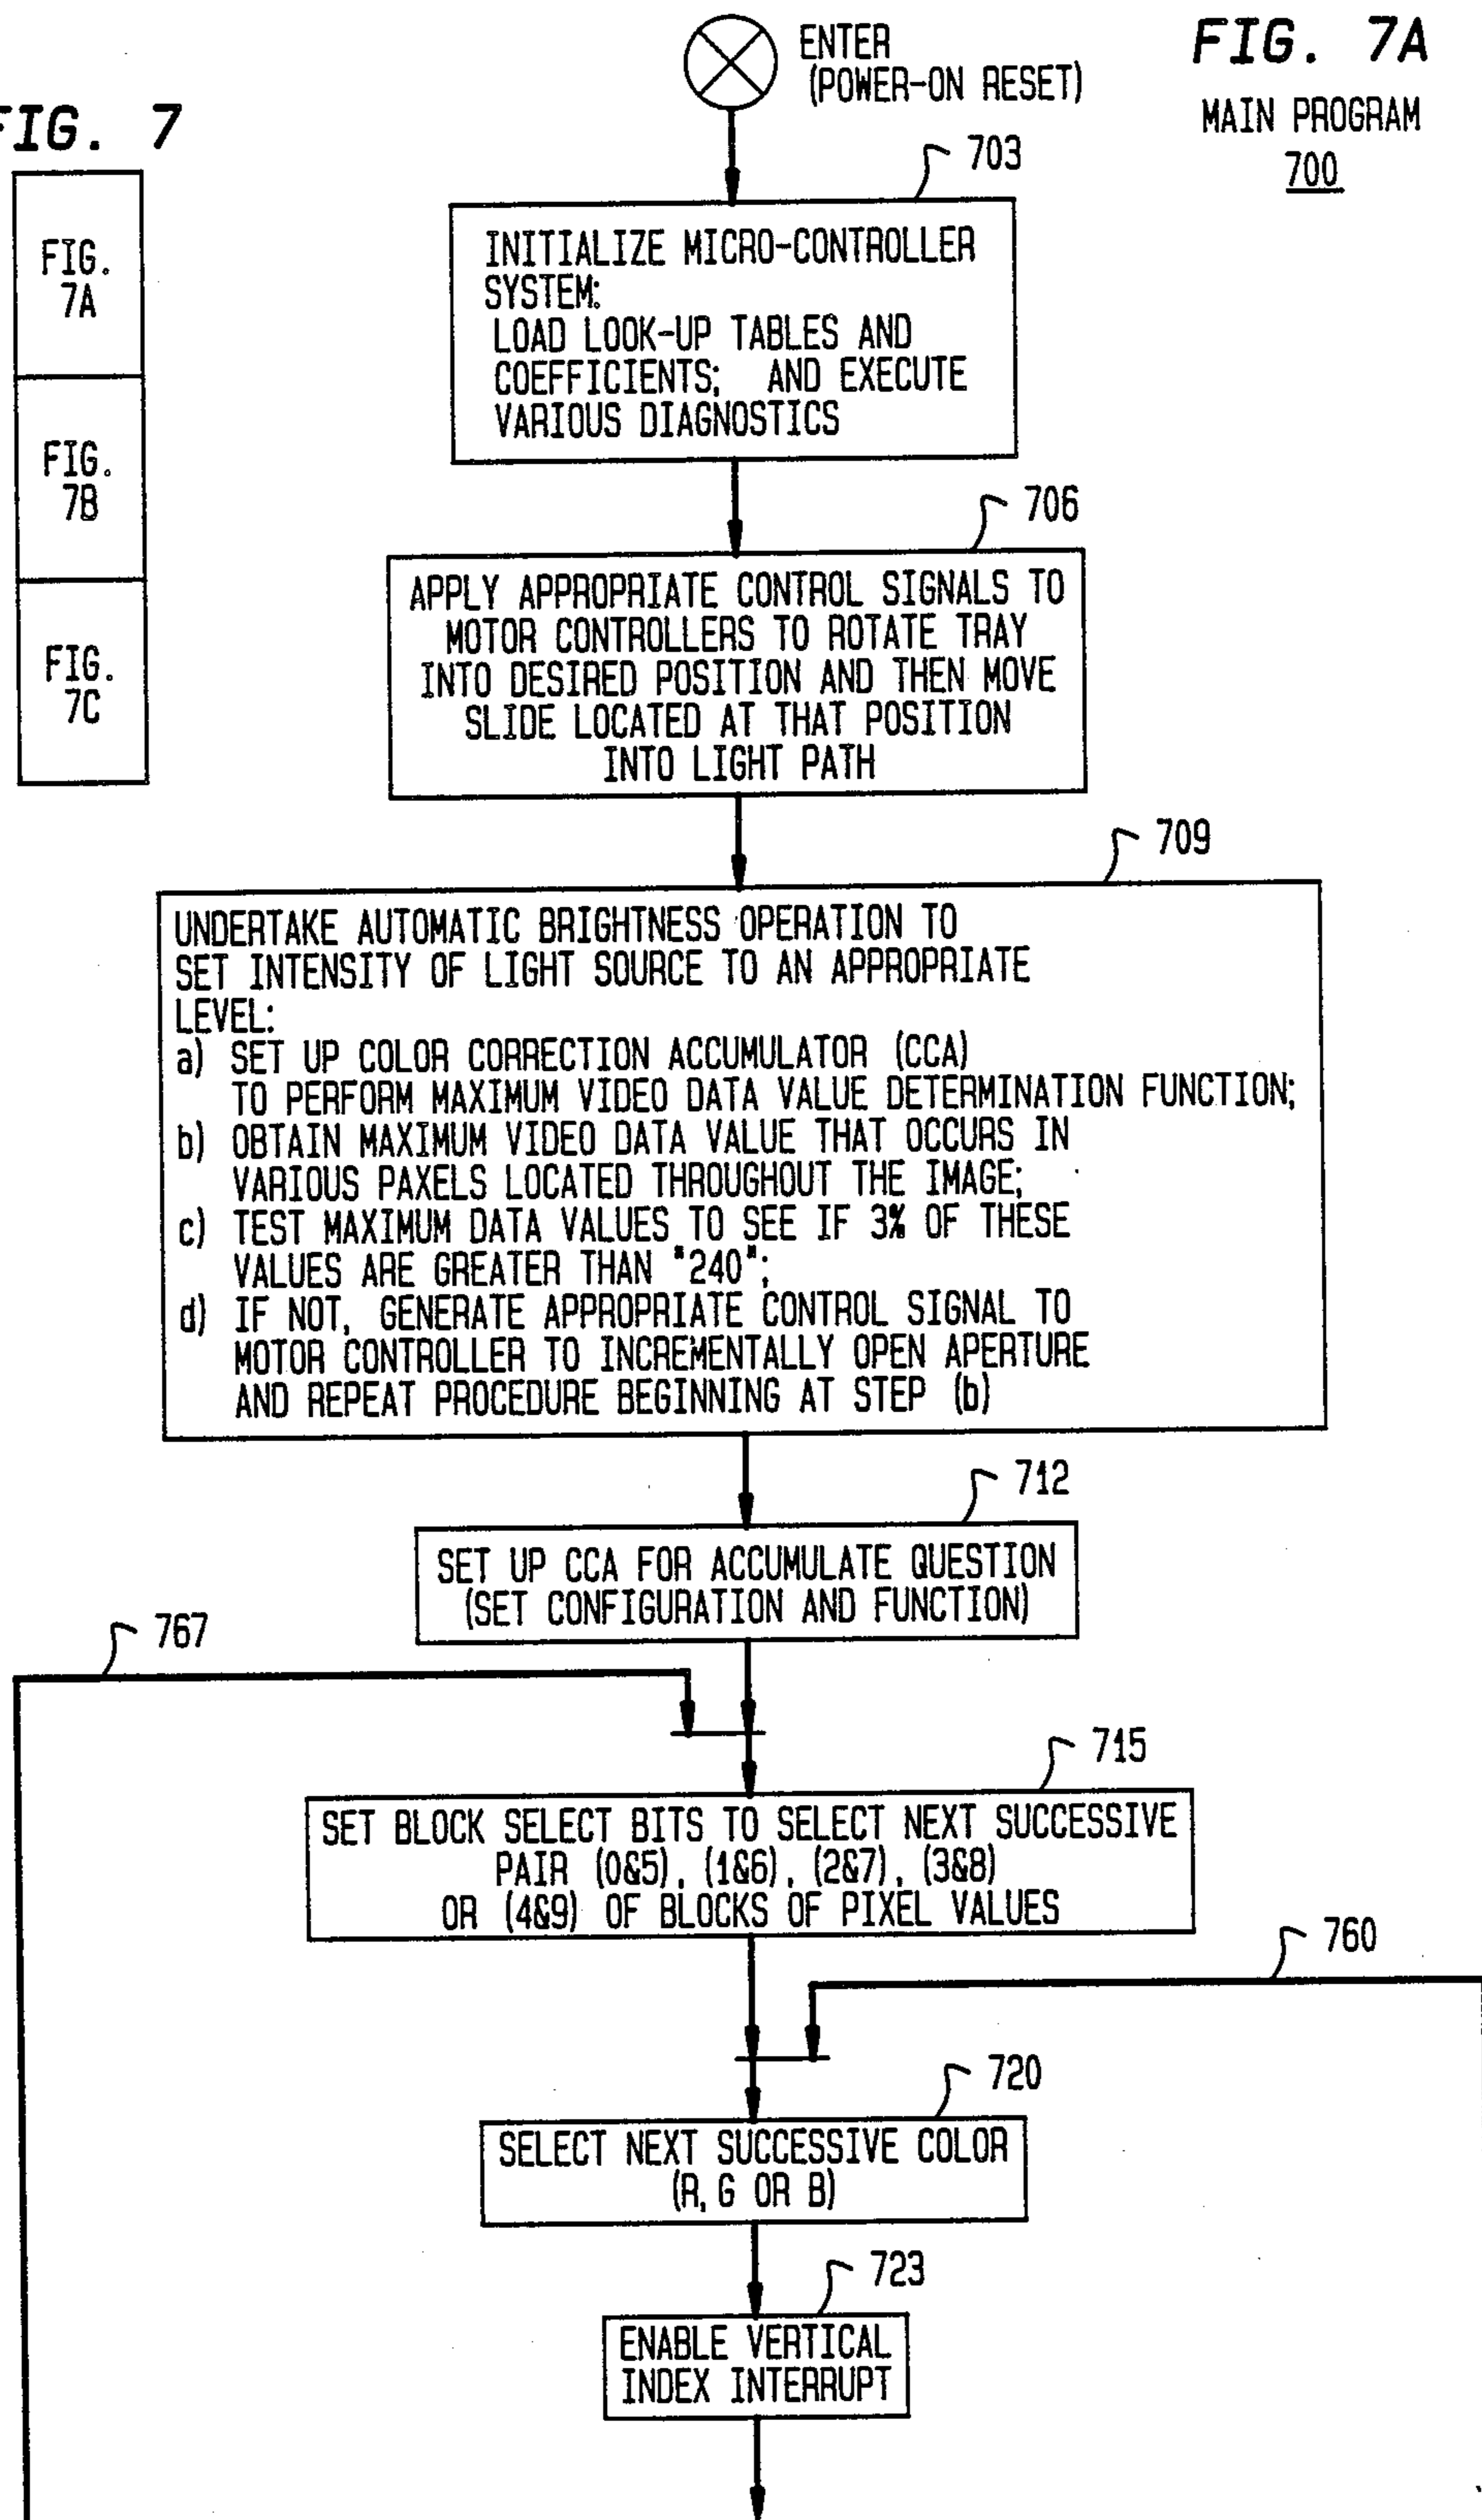 FIG. 7A
MAIN PROGRAM
700
ENTER
(POWER-ON RESET)
FIG. 7
FIG.
7A
FIG.
7B
FIG.
7C
703
INITIALIZE MICRO-CONTROLLER
SYSTEM:
LOAD LOOK-UP TABLES AND
COEFFICIENTS; AND EXECUTE
VARIOUS DIAGNOSTICS
706
APPLY APPROPRIATE CONTROL SIGNALS TO
MOTOR CONTROLLERS TO ROTATE TRAY
INTO DESIRED POSITION AND THEN MOVE
SLIDE LOCATED AT THAT POSITION
INTO LIGHT PATH
709
UNDERTAKE AUTOMATIC BRIGHTNESS OPERATION TO
SET INTENSITY OF LIGHT SOURCE TO AN APPROPRIATE
LEVEL:
a) SET UP COLOR CORRECTION ACCUMULATOR (CCA)
TO PERFORM MAXIMUM VIDEO DATA VALUE DETERMINATION FUNCTION;
b) OBTAIN MAXIMUM VIDEO DATA VALUE THAT OCCURS IN
VARIOUS PAXELS LOCATED THROUGHOUT THE IMAGE;
c) TEST MAXIMUM DATA VALUES TO SEE IF 3% OF THESE
VALUES ARE GREATER THAN "240";
d) IF NOT, GENERATE APPROPRIATE CONTROL SIGNAL TO
MOTOR CONTROLLER TO INCREMENTALLY OPEN APERTURE
AND REPEAT PROCEDURE BEGINNING AT STEP (b)
712
SET UP CCA FOR ACCUMULATE QUESTION
(SET CONFIGURATION AND FUNCTION)
767
715
SET BLOCK SELECT BITS TO SELECT NEXT SUCCESSIVE
PAIR (0&5), (1&6), (2&7), (3&8)
OR (4&9) OF BLOCKS OF PIXEL VALUES
760
720
SELECT NEXT SUCCESSIVE COLOR
(R, G OR B)
723
ENABLE VERTICAL
INDEX INTERRUPT